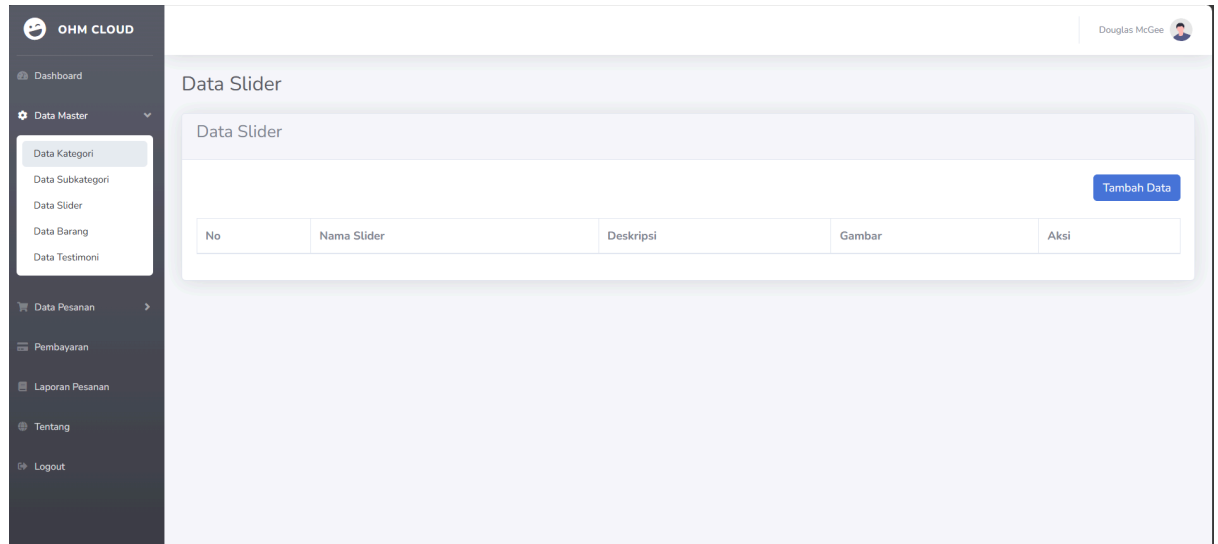 OHM CLOUD
Douglas McGee
Dashboard
Data Master
Data Kategori
Data Subkategori
Data Slider
Data Barang
Data Testimoni
Data Pesanan
Pembayaran
Laporan Pesanan
Tentang
Logout
Data Slider
Data Slider
Tambah Data
No Nama Slider Deskripsi Gambar Aksi